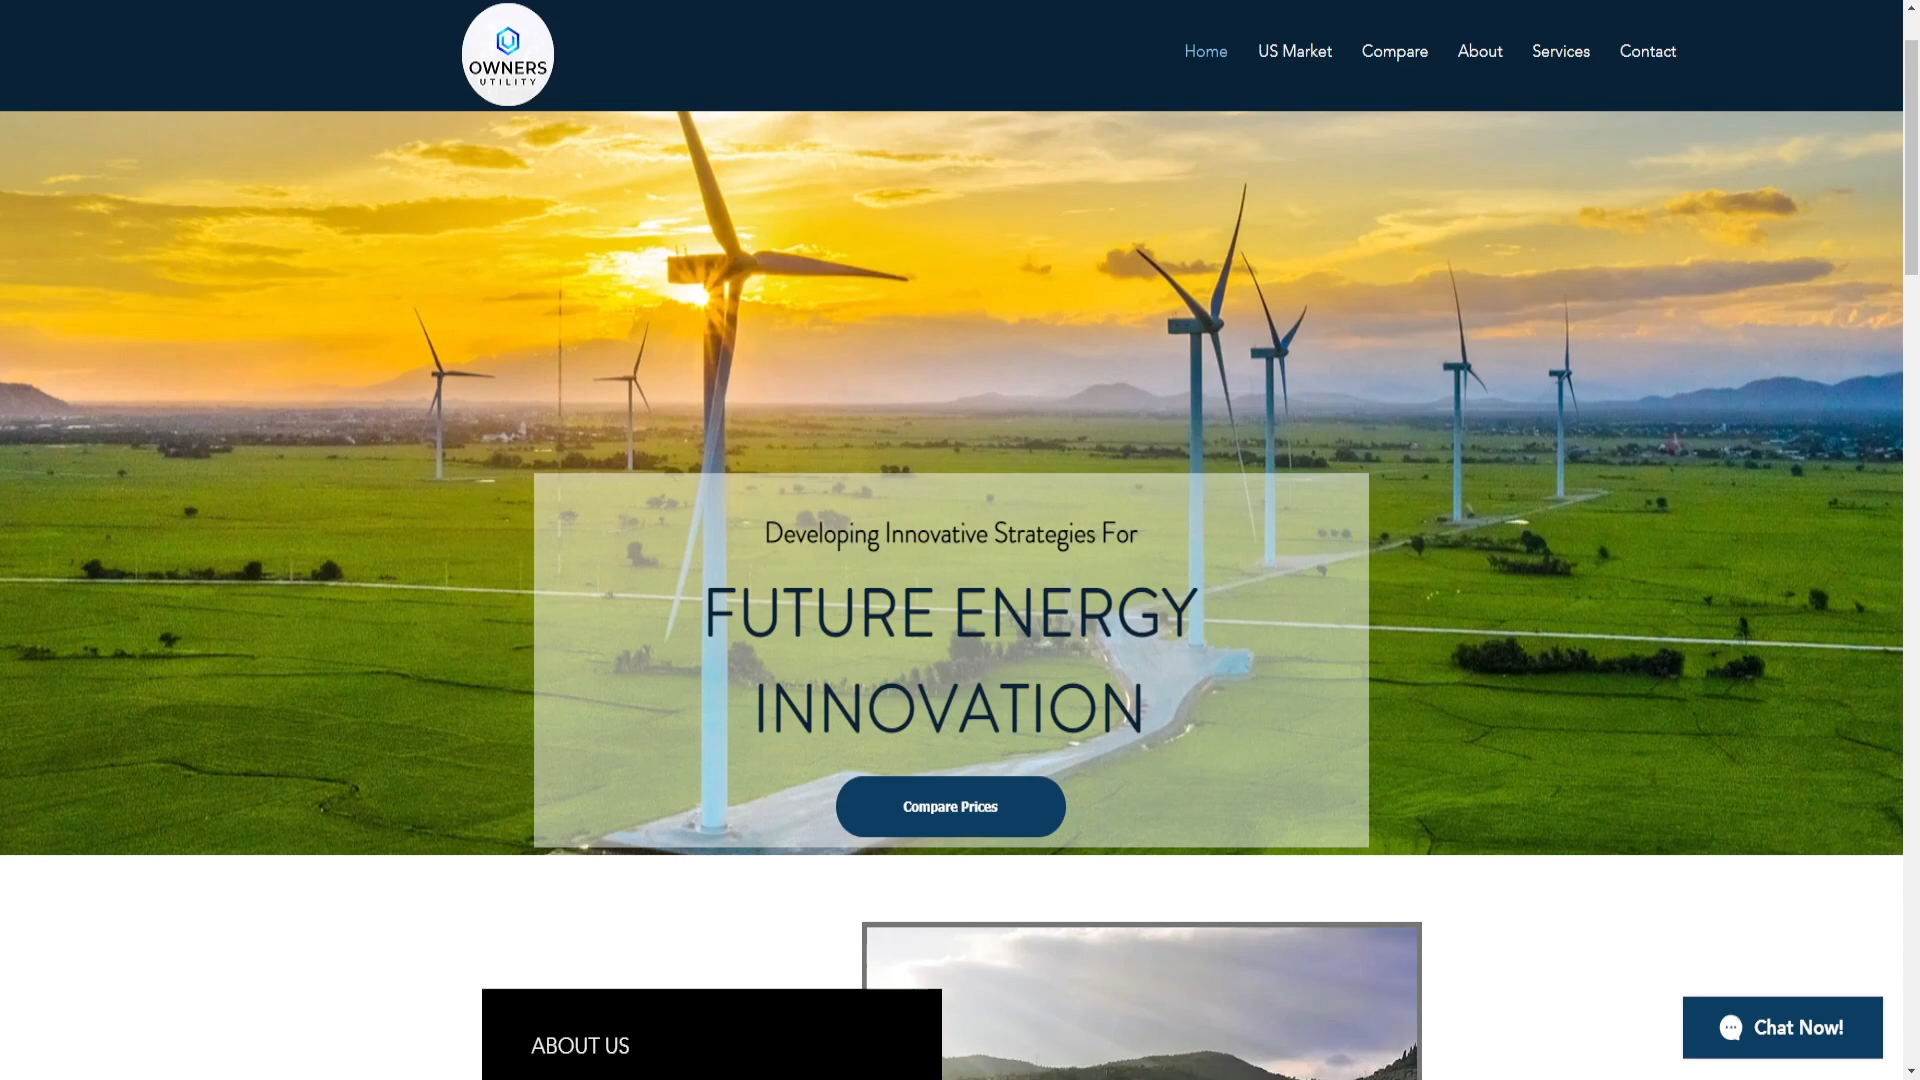 OWNERS
UTILITY
Home
US Market
Compare
About
Services
Contact
Developing Innovative Strategies For
FUTURE ENERGY
INNOVATION
Compare Prices
ABOUT US
Chat Now!